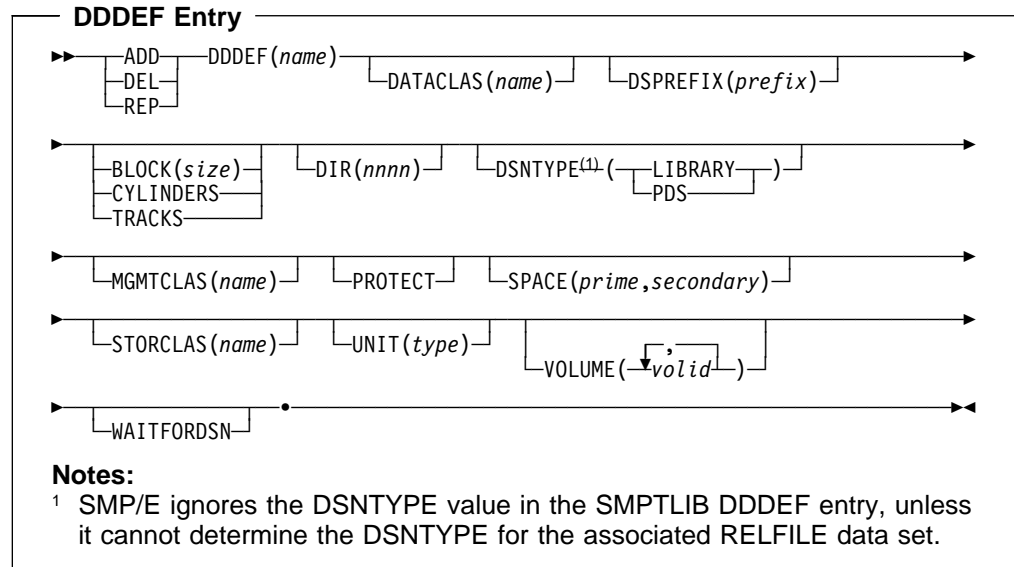 DDDEF Entry
ADD DDDEF(name)
DEL DATACLAS(name) DSPREFIX(prefix)
REP
BLOCK(size) DIR(nnnn) DSNTYPE(1) ( LIBRARY )
CYLINDERS PDS
TRACKS
MGMTCLAS(name) PROTECT SPACE(prime,secondary)
STORCLAS(name) UNIT(type) ,
VOLUME( volid )
WAITFORDSN
Notes:
1 SMP/E ignores the DSNTYPE value in the SMPTLIB DDDEF entry, unless
it cannot determine the DSNTYPE for the associated RELFILE data set.